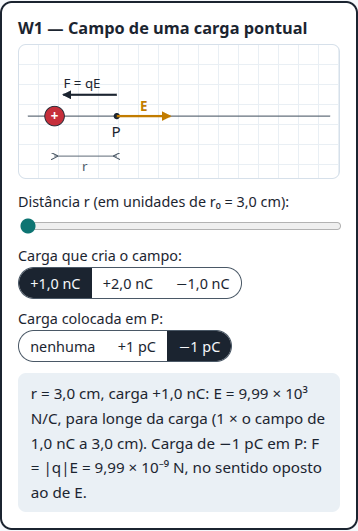 W1 — Campo de uma carga pontual
F = qE
E
+
P
r
Distância r (em unidades de r₀ = 3,0 cm):
Carga que cria o campo:
+1,0 nC +2,0 nC −1,0 nC
Carga colocada em P:
nenhuma +1 pC −1 pC
r = 3,0 cm, carga +1,0 nC: E = 9,99 × 10³
N/C, para longe da carga (1 × o campo de
1,0 nC a 3,0 cm). Carga de −1 pC em P: F
= |q|E = 9,99 × 10⁻⁹ N, no sentido oposto
ao de E.